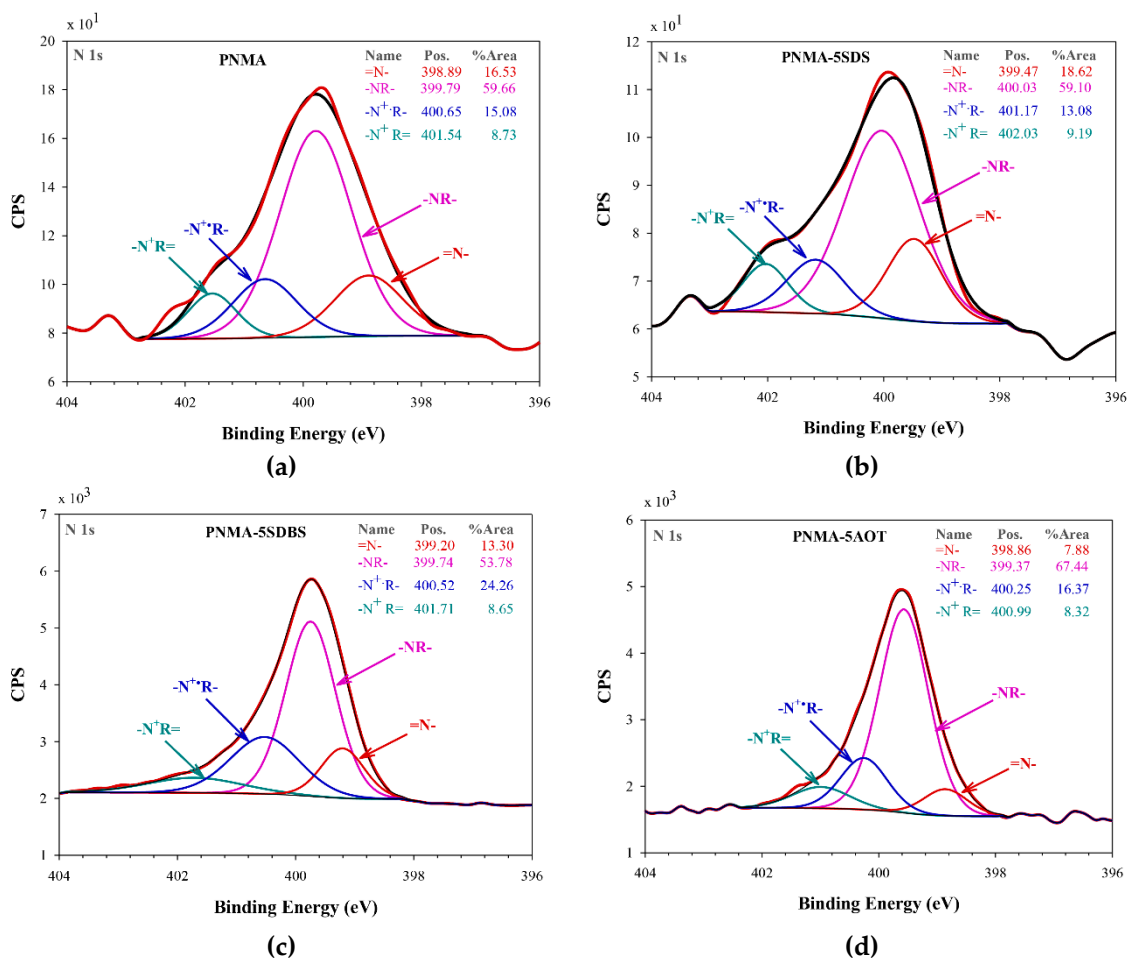 x 10¹
N 1s
PNMA
Name Pos. %Area
=N- 398.89 16.53
-NR- 399.79 59.66
-N⁺·R- 400.65 15.08
-N⁺ R= 401.54 8.73
20
18
16
14
12
10
8
6
CPS
-NR-
-N⁺•R-
-N⁺R=
=N-
404 402 400 398 396
Binding Energy (eV)
(a)
x 10¹
N 1s
PNMA-5SDS
Name Pos. %Area
=N- 399.47 18.62
-NR- 400.03 59.10
-N⁺·R- 401.17 13.08
-N⁺ R= 402.03 9.19
12
11
10
9
8
7
6
5
CPS
-NR-
-N⁺•R-
-N⁺R=
=N-
404 402 400 398 396
Binding Energy (eV)
(b)
x 10³
N 1s
PNMA-5SDBS
Name Pos. %Area
=N- 399.20 13.30
-NR- 399.74 53.78
-N⁺·R- 400.52 24.26
-N⁺ R= 401.71 8.65
7
6
5
4
3
2
1
CPS
-NR-
-N⁺•R-
-N⁺R=
=N-
404 402 400 398 396
Binding Energy (eV)
(c)
x 10³
N 1s
PNMA-5AOT
Name Pos. %Area
=N- 398.86 7.88
-NR- 399.37 67.44
-N⁺·R- 400.25 16.37
-N⁺ R= 400.99 8.32
6
5
4
3
2
1
CPS
-NR-
-N⁺•R-
-N⁺R=
=N-
404 402 400 398 396
Binding Energy (eV)
(d)